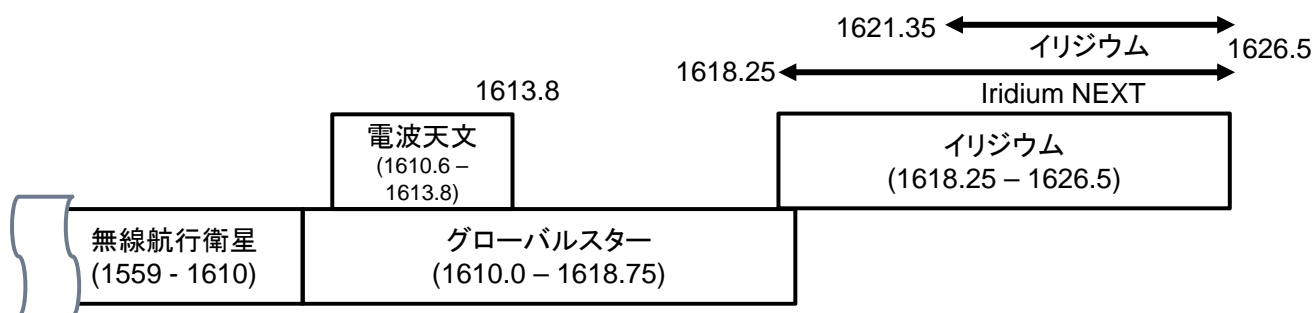 1621.35
イリジウム
1626.5
1618.25
Iridium NEXT
1613.8
電波天文
(1610.6 –
1613.8)
イリジウム
(1618.25 – 1626.5)
無線航行衛星
(1559 - 1610)
グローバルスター
(1610.0 – 1618.75)